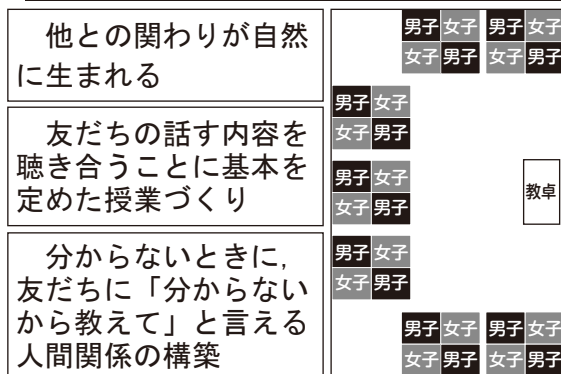 他との関わりが自然
に生まれる
友だちの話す内容を
聴き合うことに基本を
定めた授業づくり
分からないときに,
友だちに「分からない
から教えて」と言える
人間関係の構築
男子 女子 男子 女子
女子 男子 女子 男子
男子 女子
女子 男子
男子 女子
女子 男子
教卓
男子 女子
女子 男子
男子 女子 男子 女子
女子 男子 女子 男子